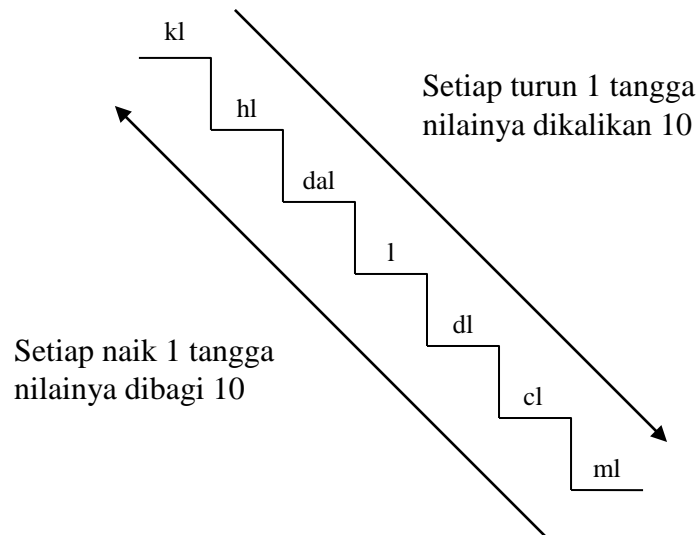 kl
Setiap turun 1 tangga
nilainya dikalikan 10
hl
dal
l
dl
Setiap naik 1 tangga
nilainya dibagi 10
cl
ml